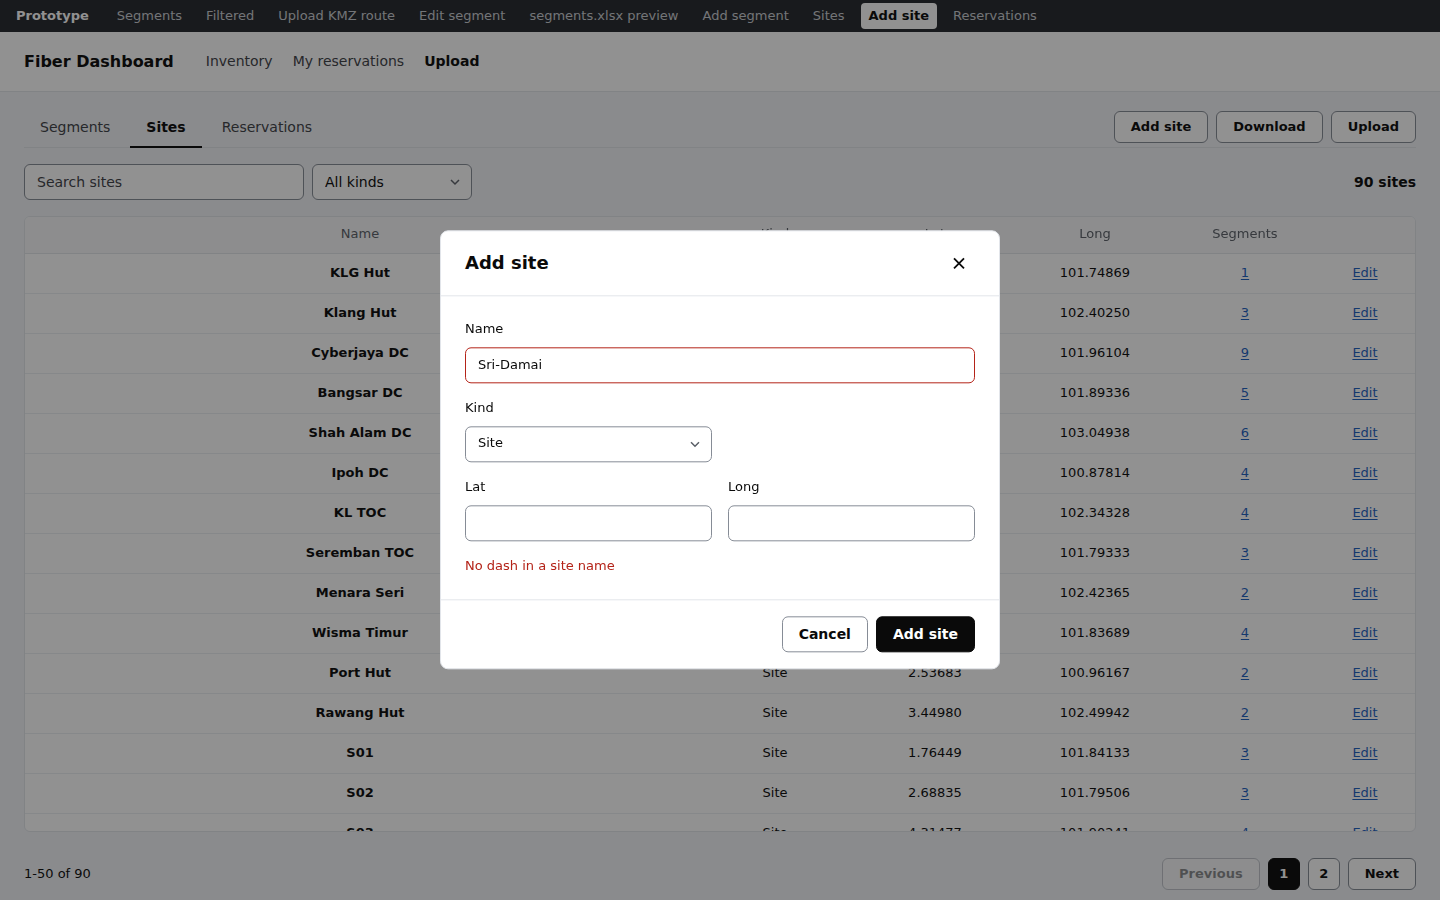 Prototype Segments Filtered Upload KMZ route Edit segment segments.xlsx preview Add segment Sites Add site Reservations
Fiber Dashboard Inventory My reservations Upload
Segments Sites Reservations Add site Download Upload
Search sites All kinds 90 sites
Name Long Segments
KLG Hut 101.74869 1 Edit
Klang Hut 102.40250 3 Edit
Cyberjaya DC 101.96104 9 Edit
Bangsar DC 101.89336 5 Edit
Shah Alam DC 103.04938 6 Edit
Ipoh DC 100.87814 4 Edit
KL TOC 102.34328 4 Edit
Seremban TOC 101.79333 3 Edit
Menara Seri 102.42365 2 Edit
Wisma Timur 101.83689 4 Edit
Port Hut Site 2.53683 100.96167 2 Edit
Rawang Hut Site 3.44980 102.49942 2 Edit
S01 Site 1.76449 101.84133 3 Edit
S02 Site 2.68835 101.79506 3 Edit
Add site
Name
Sri-Damai
Kind
Site
Lat Long
No dash in a site name
Cancel Add site
1-50 of 90 Previous 1 2 Next